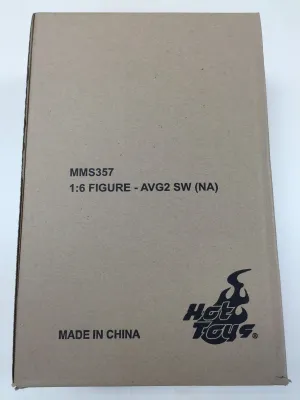 MMS357
1:6 FIGURE - AVG2 SW (NA)
Hot
Toys®
MADE IN CHINA